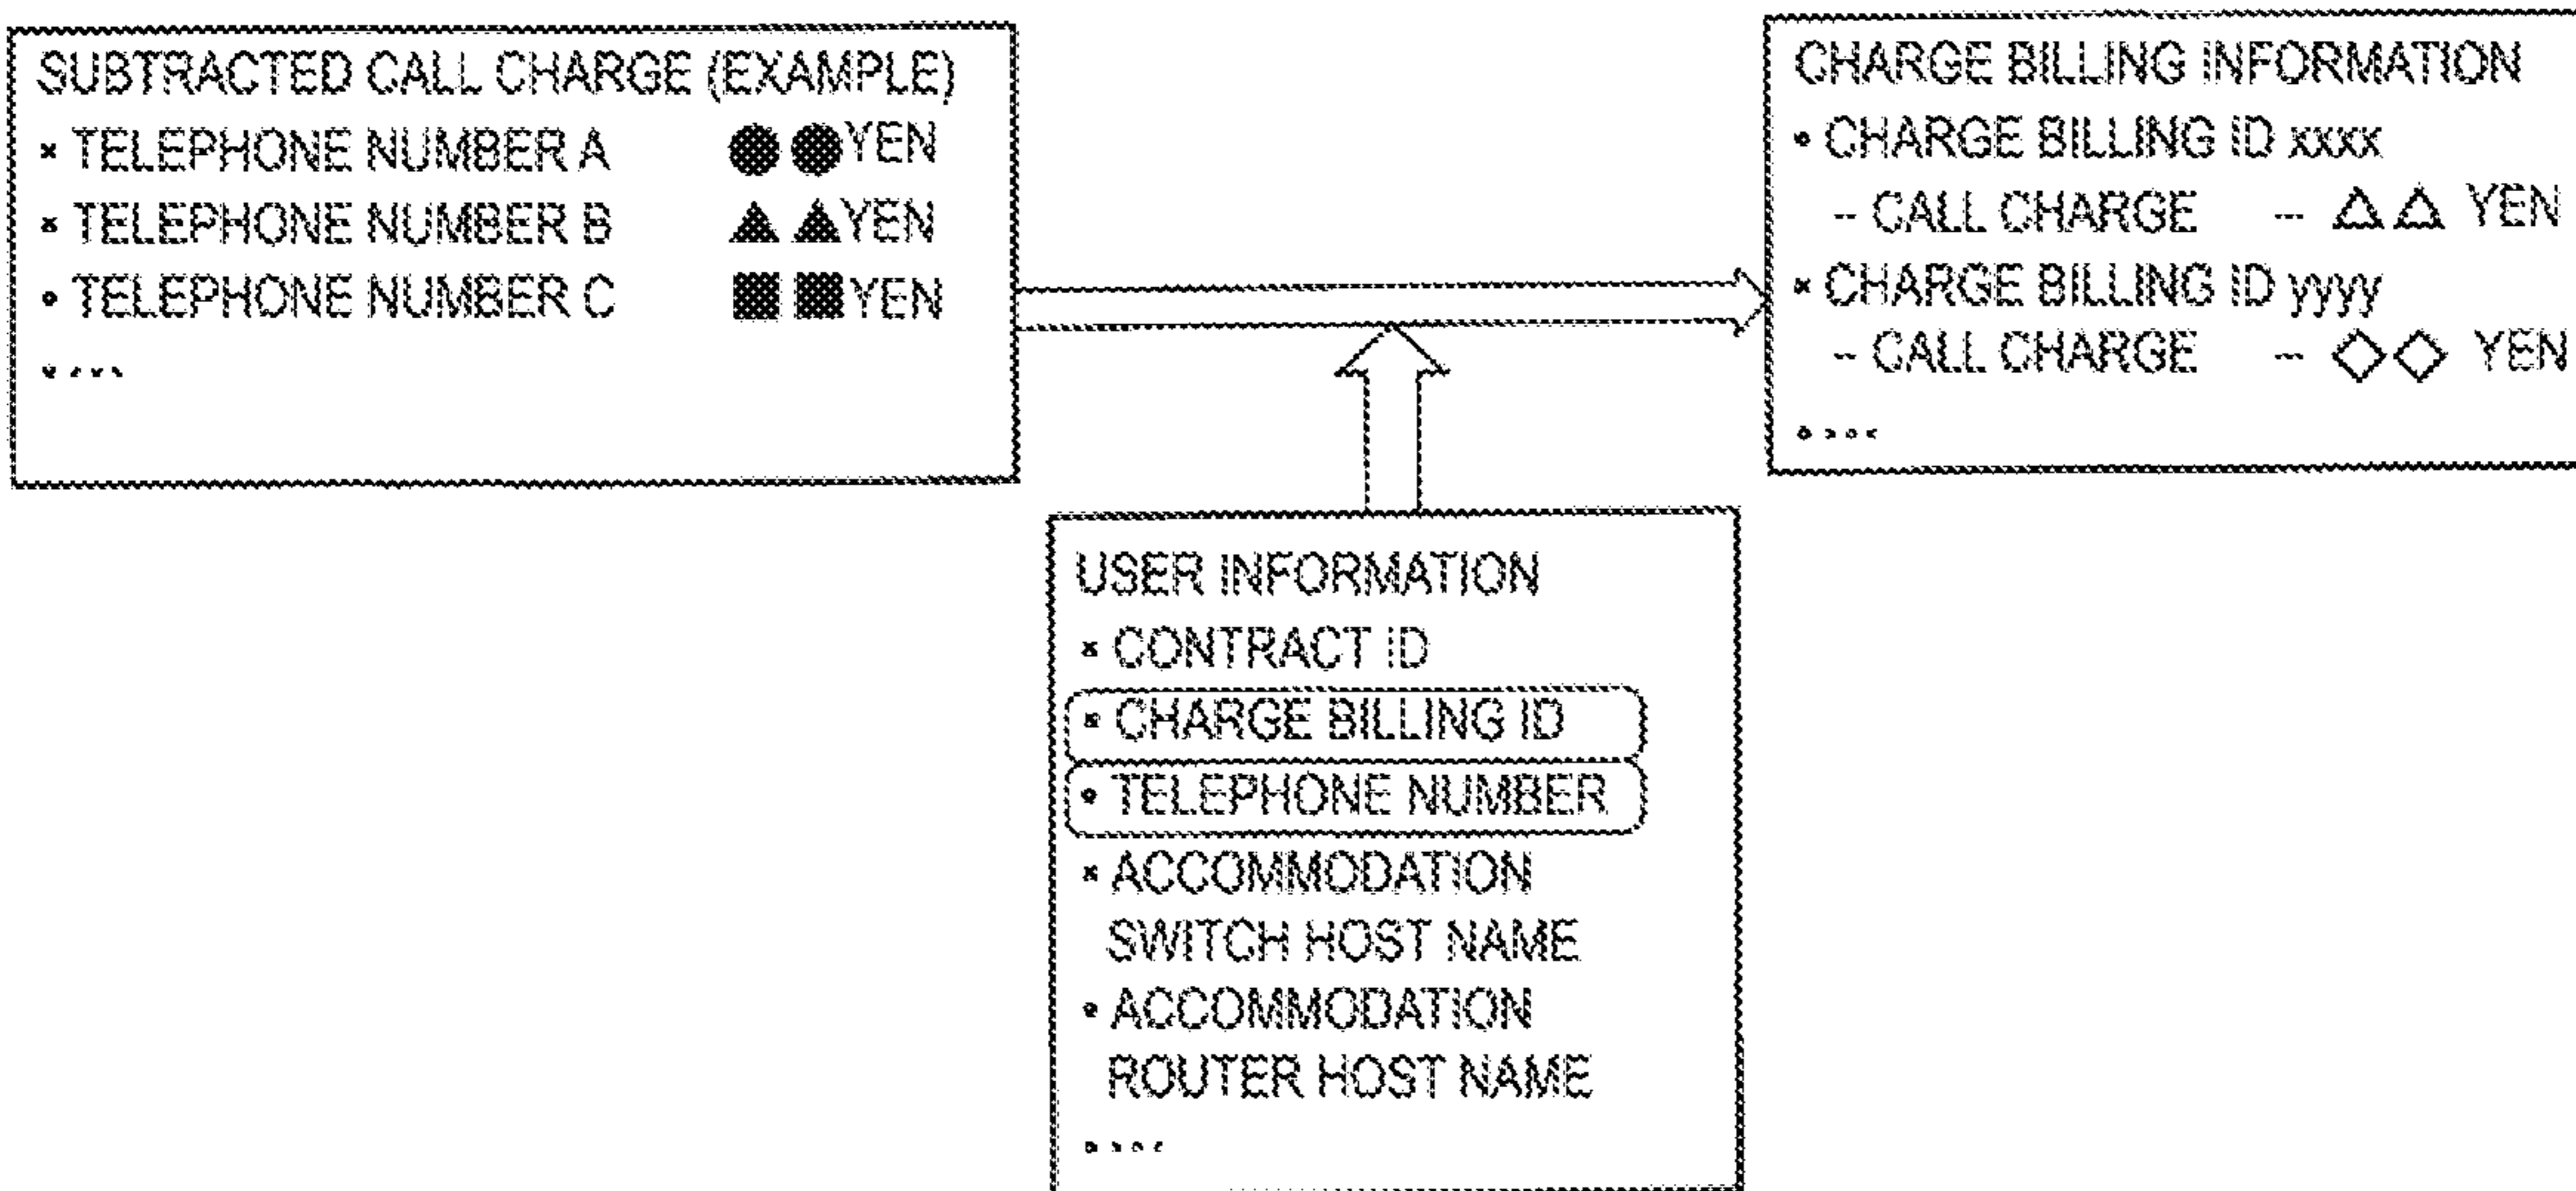 SUBTRACTED CALL CHARGE (EXAMPLE)
• TELEPHONE NUMBER A ●●YEN
• TELEPHONE NUMBER B ▲▲YEN
• TELEPHONE NUMBER C ■■YEN
• • • •
CHARGE BILLING INFORMATION
• CHARGE BILLING ID xxxx
– CALL CHARGE – △△ YEN
• CHARGE BILLING ID yyyy
– CALL CHARGE – ◇◇ YEN
• • • •
USER INFORMATION
• CONTRACT ID
• CHARGE BILLING ID
• TELEPHONE NUMBER
• ACCOMMODATION
SWITCH HOST NAME
• ACCOMMODATION
ROUTER HOST NAME
• • • •